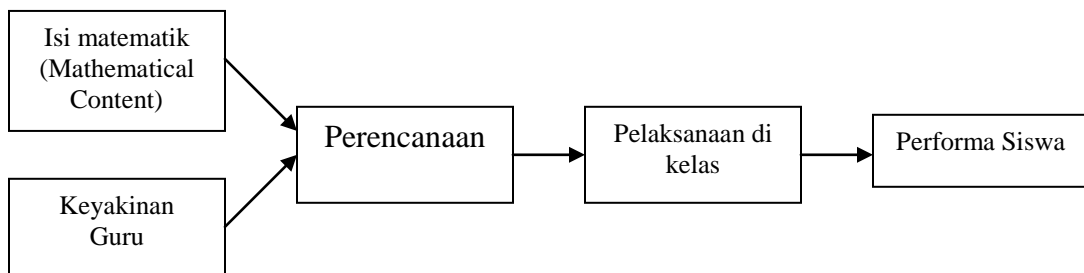 Isi matematik
(Mathematical
Content)
Keyakinan
Guru
Perencanaan
Pelaksanaan di
kelas
Performa Siswa